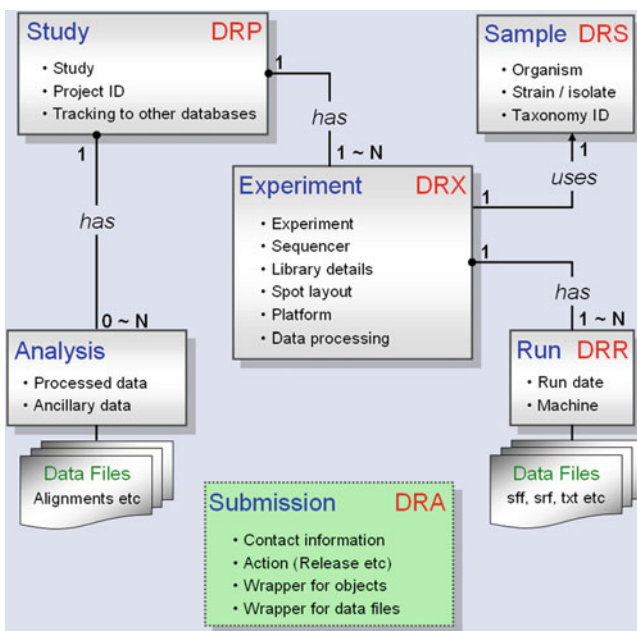 Study DRP
• Study
• Project ID
• Tracking to other databases
Sample DRS
• Organism
• Strain / isolate
• Taxonomy ID
1
has
1 ~ N
1
has
0 ~ N
Experiment DRX
• Experiment
• Sequencer
• Library details
• Spot layout
• Platform
• Data processing
1
uses
1
1
has
1 ~ N
Analysis
• Processed data
• Ancillary data
Data Files
Alignments etc
Run DRR
• Run date
• Machine
Data Files
sff, srf, txt etc
Submission DRA
• Contact information
• Action (Release etc)
• Wrapper for objects
• Wrapper for data files